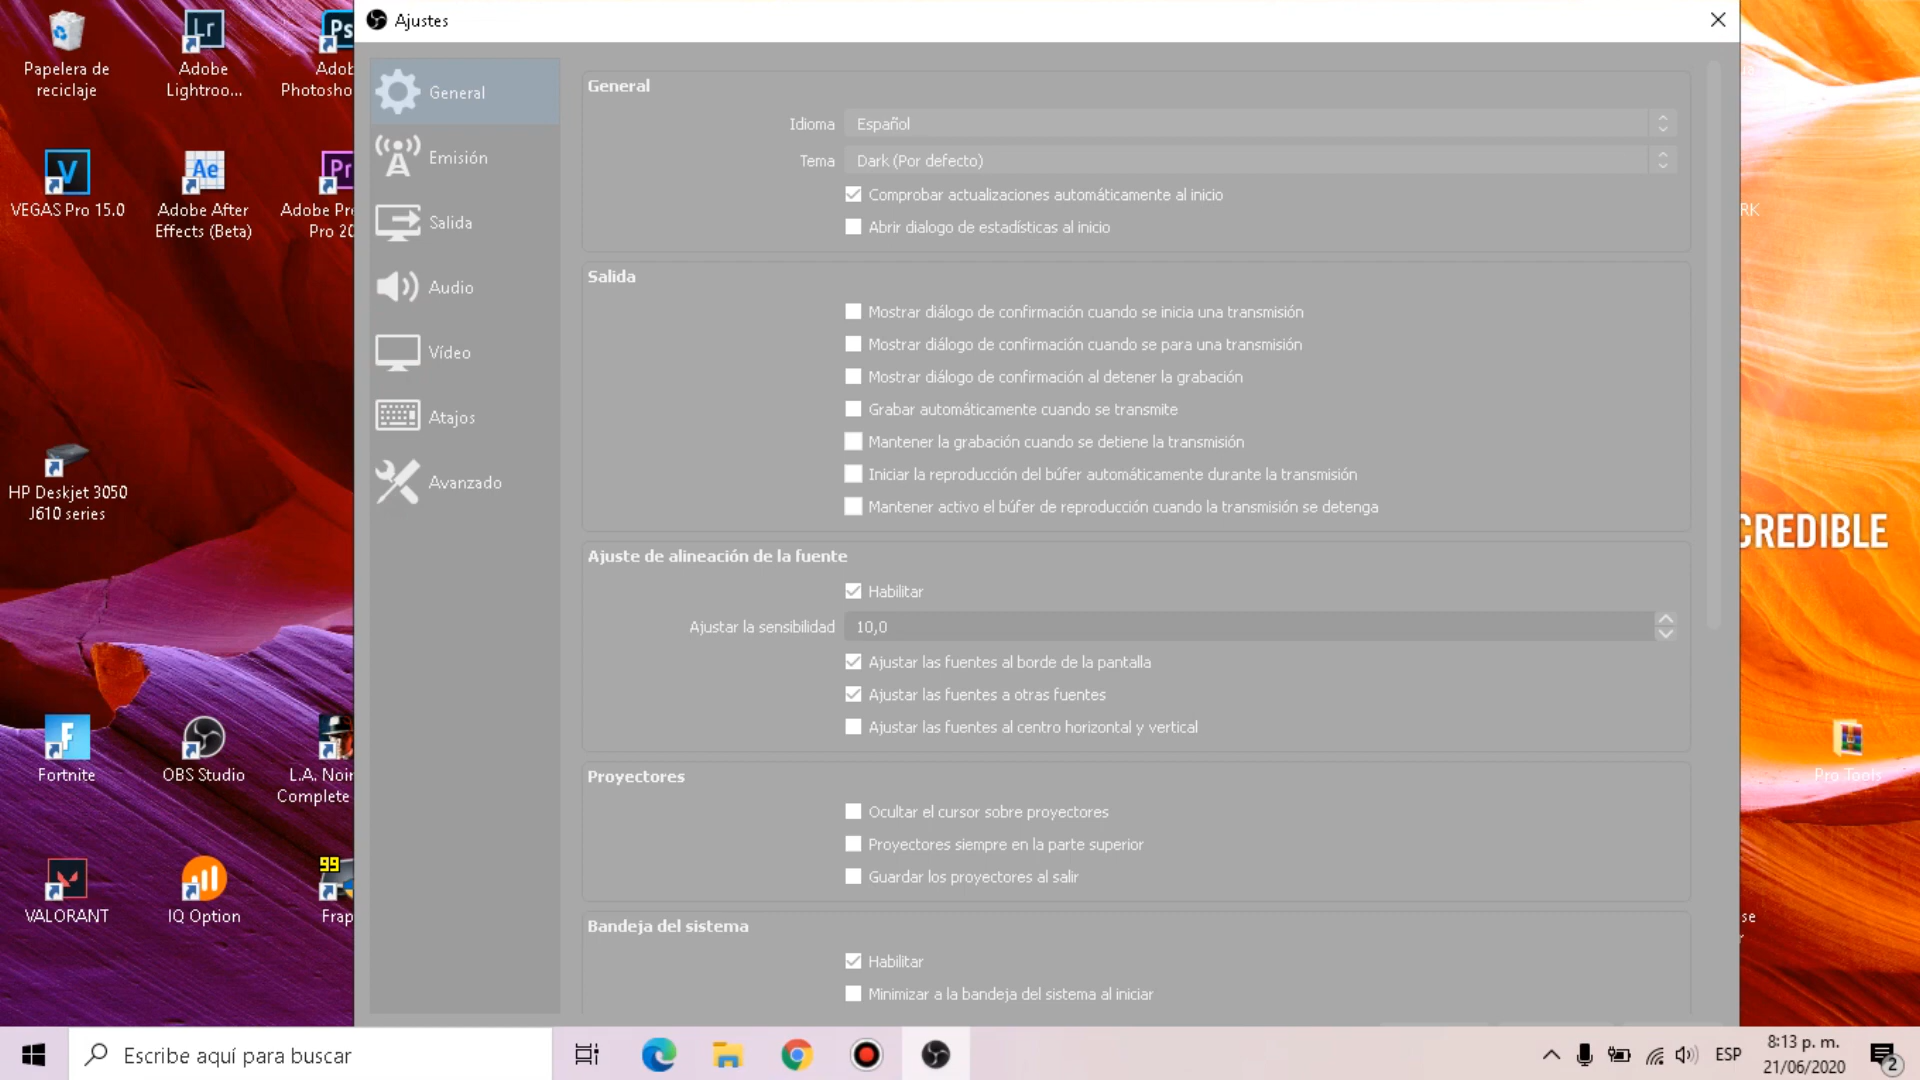 Ajustes
Papelera de
reciclaje
Adobe
Lightroo...
Adob
Photosho
VEGAS Pro 15.0
Adobe After
Effects (Beta)
Adobe Pre
Pro 20
HP Deskjet 3050
J610 series
Fortnite
OBS Studio
L.A. Noir
Complete
VALORANT
IQ Option
99
Frap
General
Emisión
Salida
Audio
Vídeo
Atajos
Avanzado
General
Idioma Español
Tema Dark (Por defecto)
Comprobar actualizaciones automáticamente al inicio
Abrir dialogo de estadísticas al inicio
Salida
Mostrar diálogo de confirmación cuando se inicia una transmisión
Mostrar diálogo de confirmación cuando se para una transmisión
Mostrar diálogo de confirmación al detener la grabación
Grabar automáticamente cuando se transmite
Mantener la grabación cuando se detiene la transmisión
Iniciar la reproducción del búfer automáticamente durante la transmisión
Mantener activo el búfer de reproducción cuando la transmisión se detenga
Ajuste de alineación de la fuente
Habilitar
Ajustar la sensibilidad 10,0
Ajustar las fuentes al borde de la pantalla
Ajustar las fuentes a otras fuentes
Ajustar las fuentes al centro horizontal y vertical
Proyectores
Ocultar el cursor sobre proyectores
Proyectores siempre en la parte superior
Guardar los proyectores al salir
Bandeja del sistema
Habilitar
Minimizar a la bandeja del sistema al iniciar
RK
CREDIBLE
Pro Tools
se
r
Escribe aquí para buscar
ESP
8:13 p. m.
21/06/2020
2